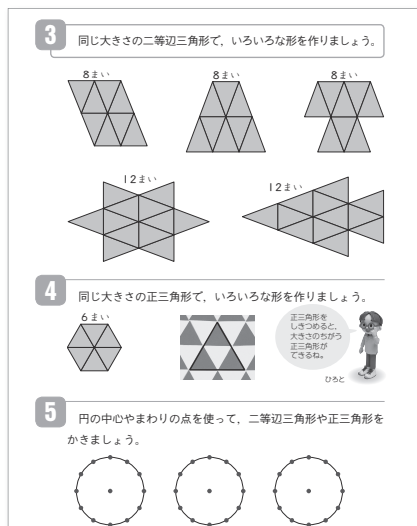 3 同じ大きさの二等辺三角形で，いろいろな形を作りましょう。
8まい 8まい 8まい
12まい 12まい
4 同じ大きさの正三角形で，いろいろな形を作りましょう。
6まい
正三角形を
しきつめると，
大きさのちがう
正三角形が
できるね。
ひろと
5 円の中心やまわりの点を使って，二等辺三角形や正三角形を
かきましょう。